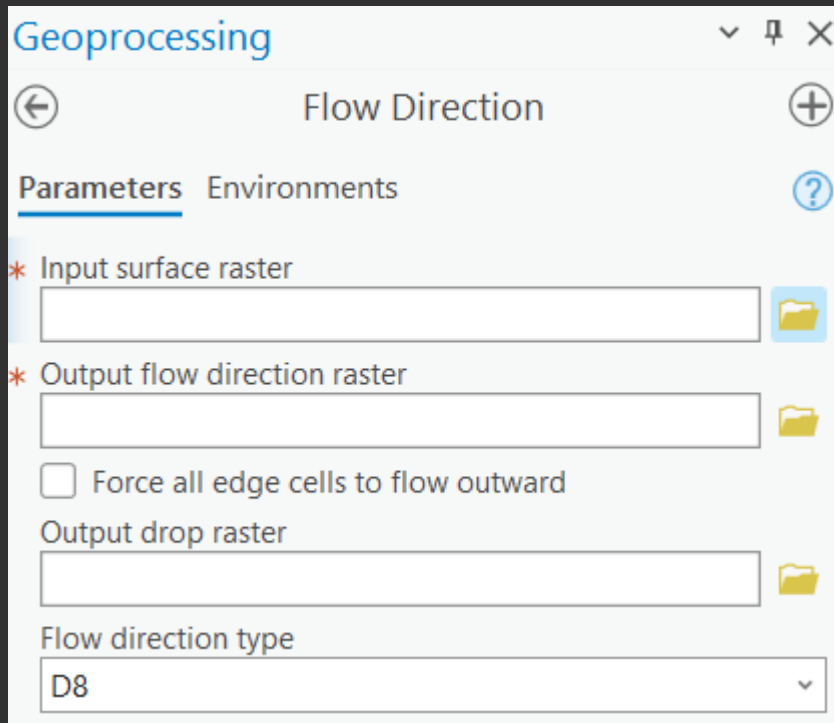 Geoprocessing
Flow Direction
Parameters Environments
* Input surface raster
* Output flow direction raster
Force all edge cells to flow outward
Output drop raster
Flow direction type
D8